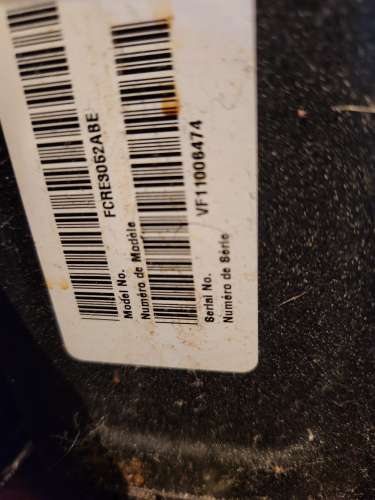 FCRE3052ABE
Model No.
Numéro de Modèle
VF11006474
Serial No.
Numéro de Série